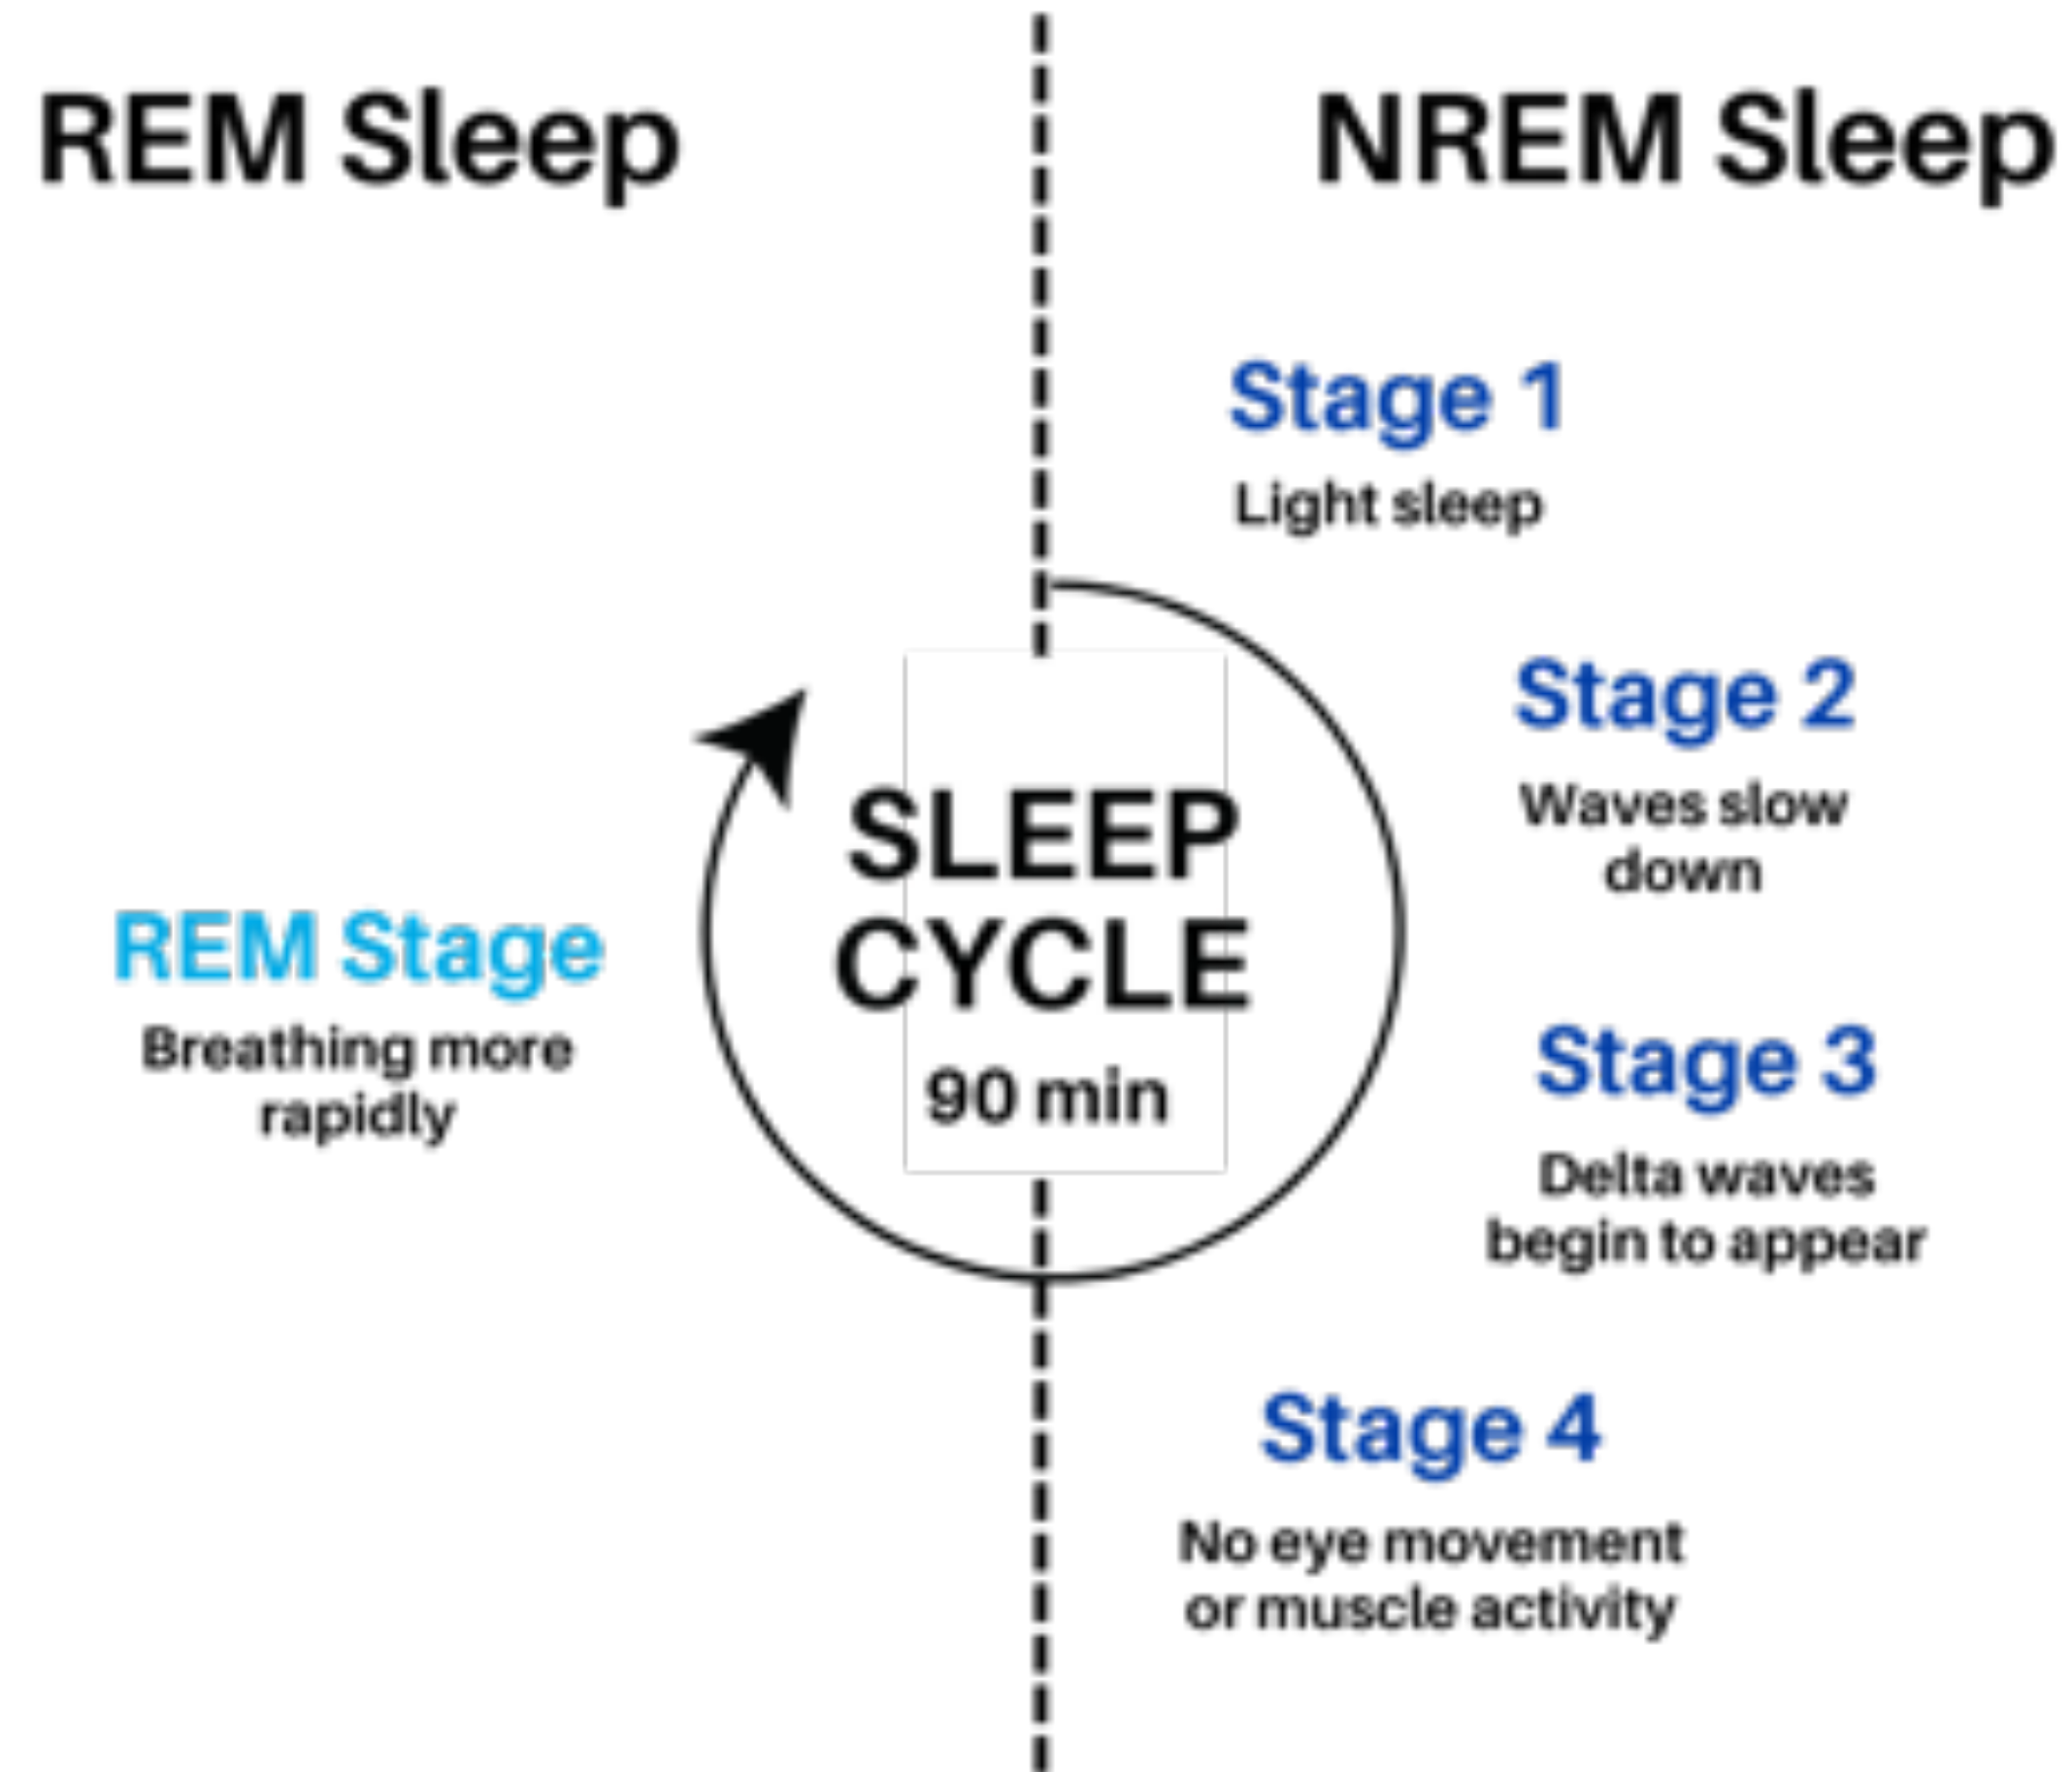 REM Sleep
NREM Sleep
Stage 1
Light sleep
Stage 2
Waves slow
down
Stage 3
Delta waves
begin to appear
Stage 4
No eye movement
or muscle activity
REM Stage
Breathing more
rapidly
SLEEP
CYCLE
90 min